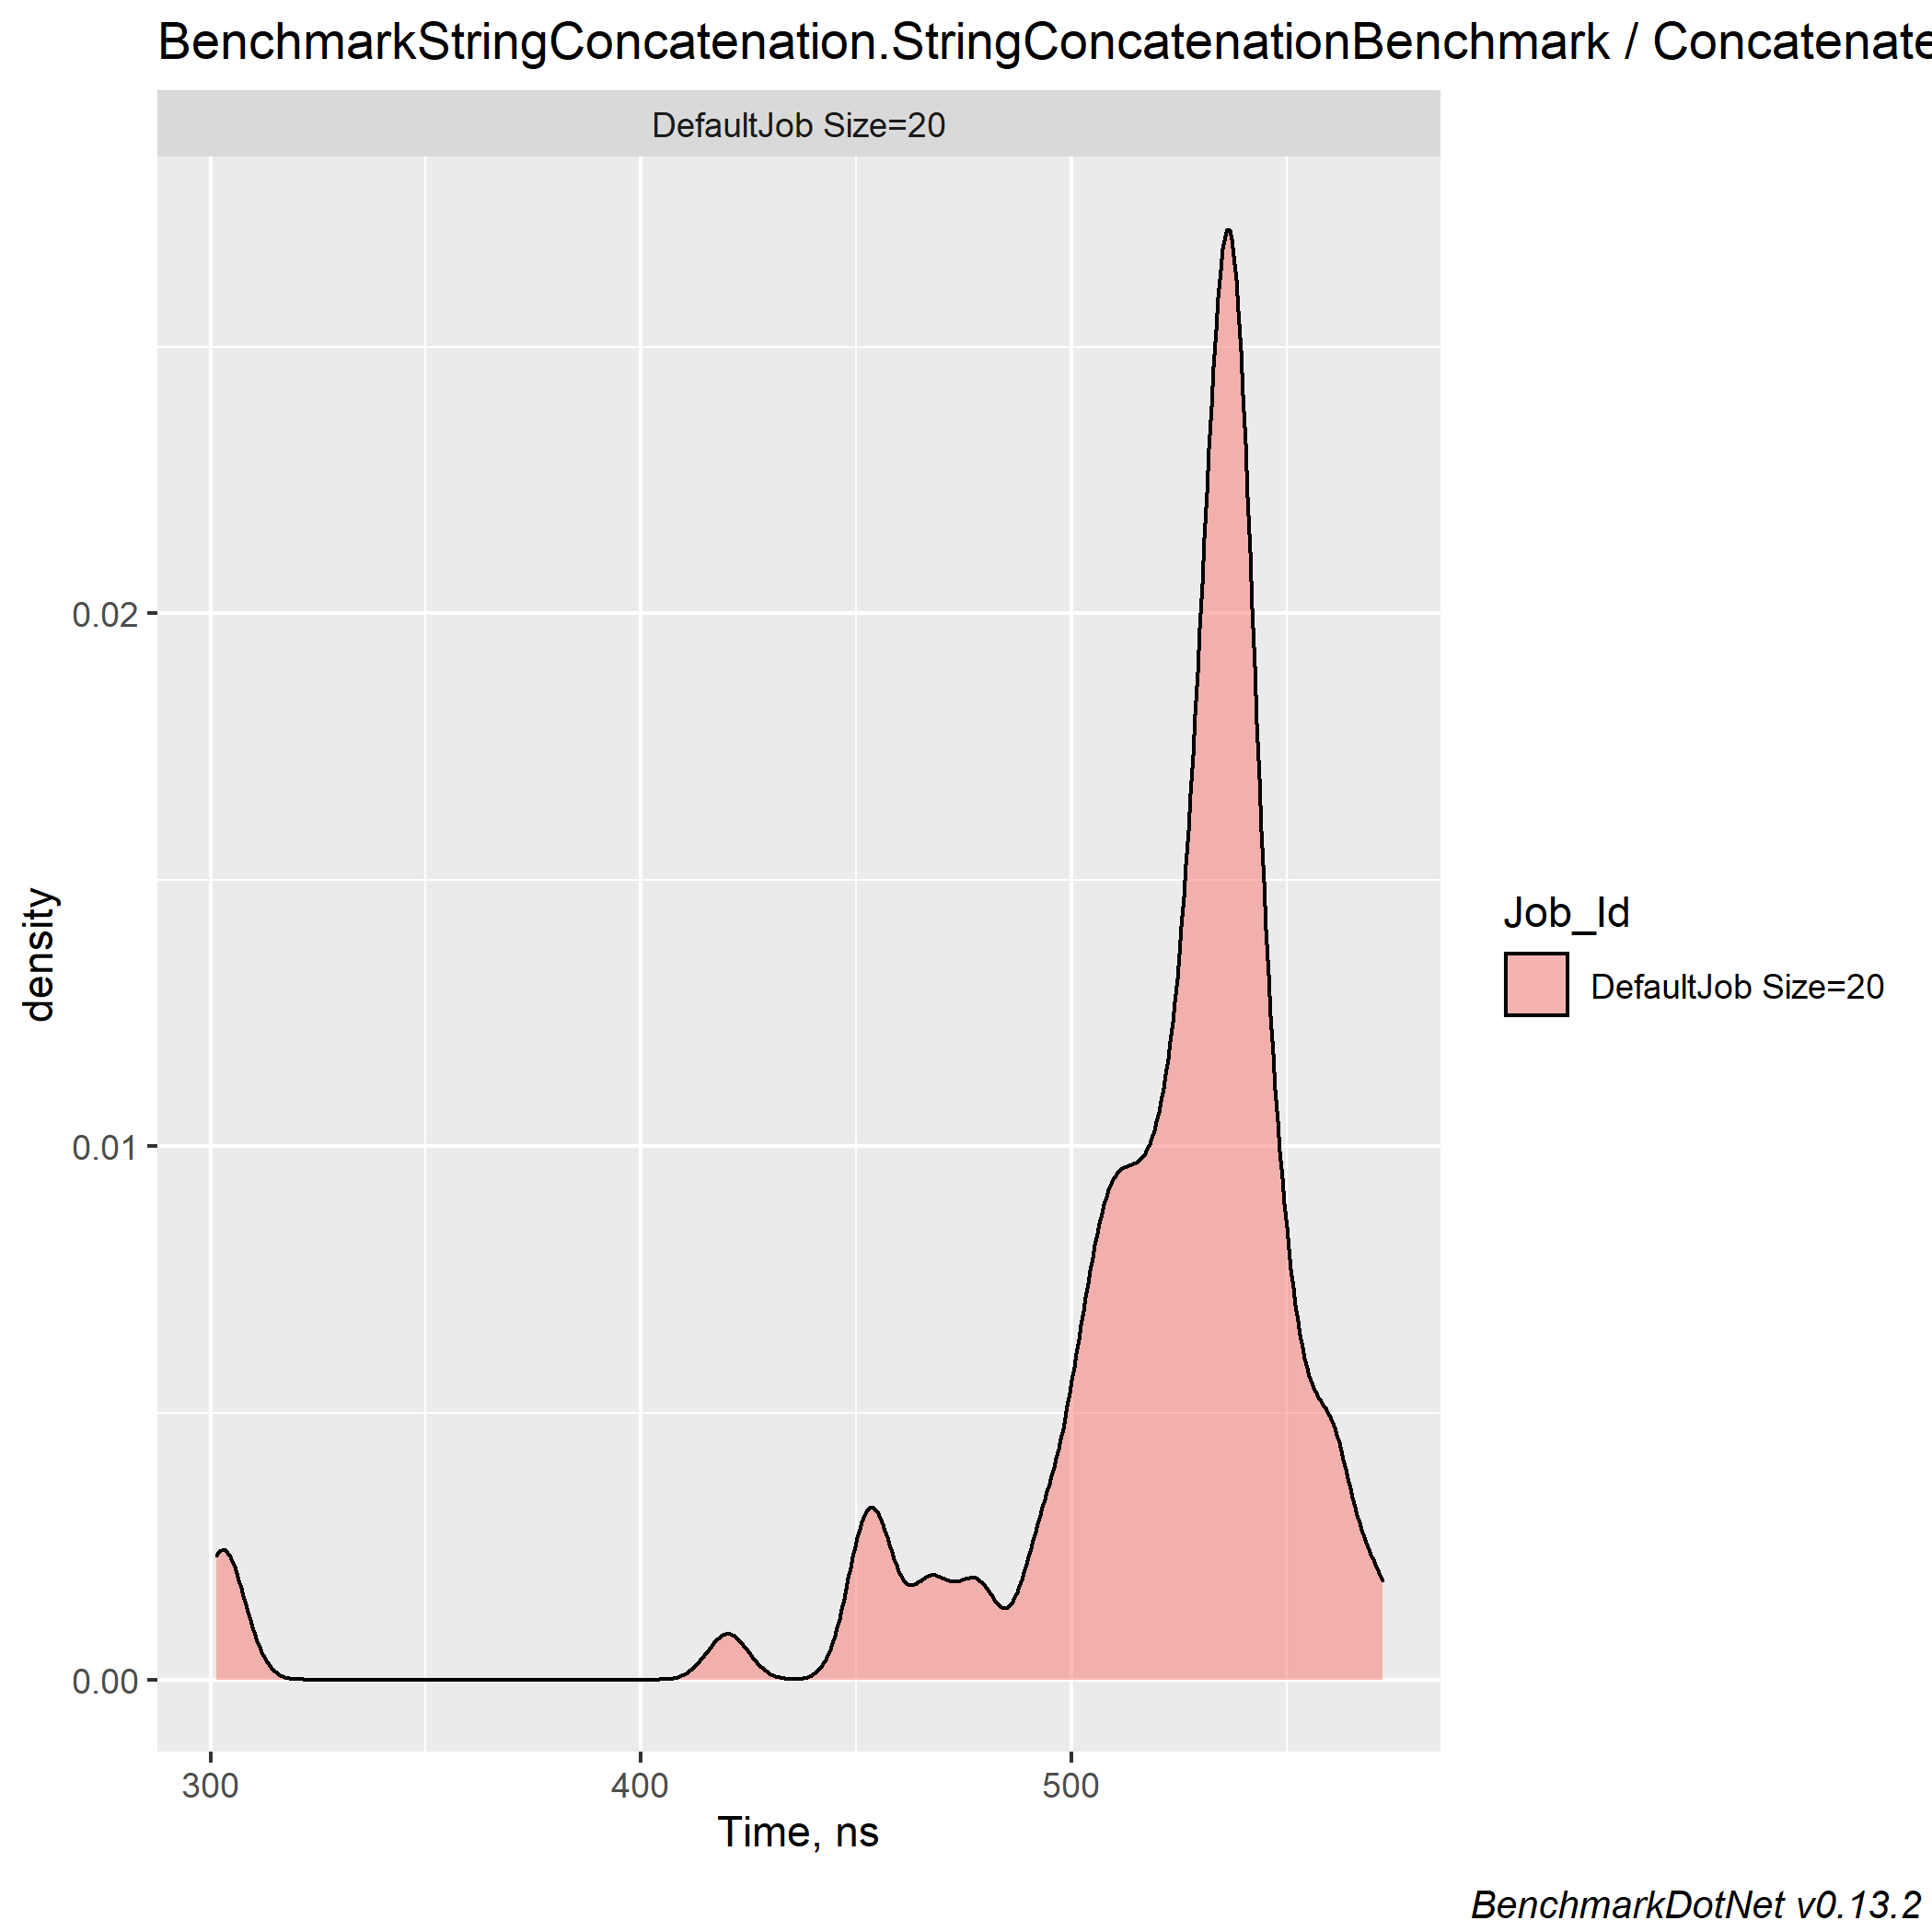 BenchmarkStringConcatenation.StringConcatenationBenchmark / Concatenate
DefaultJob Size=20
0.02
0.01
0.00
density
300 400 500
Time, ns
Job_Id
DefaultJob Size=20
BenchmarkDotNet v0.13.2